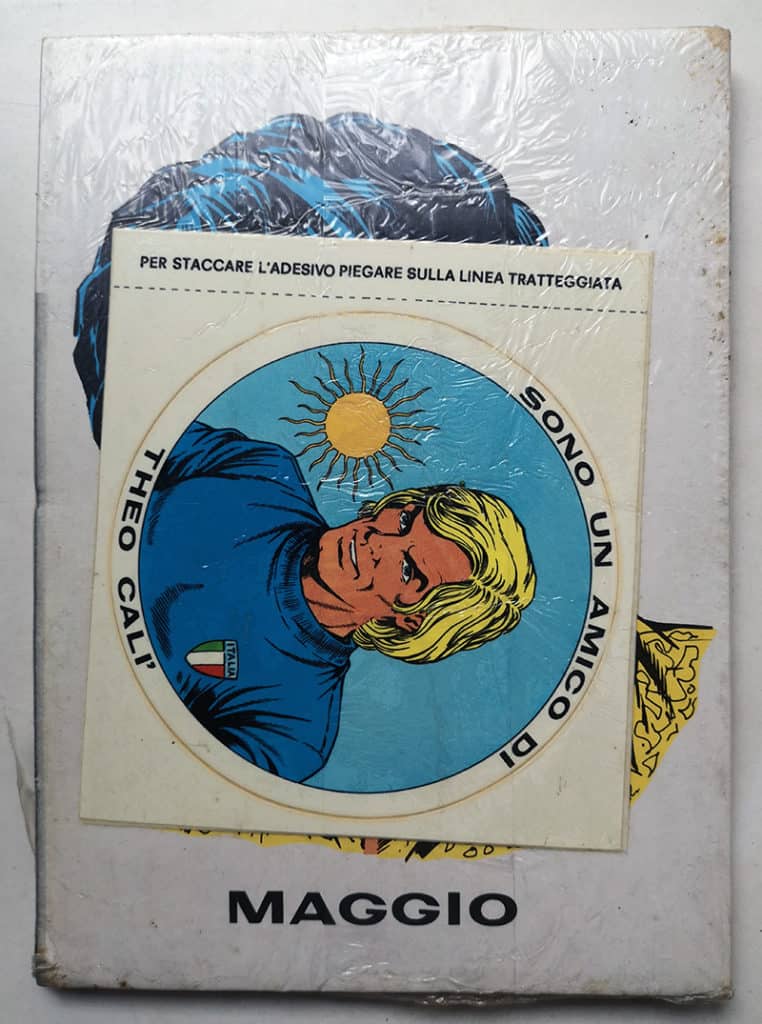 PER STACCARE L'ADESIVO PIEGARE SULLA LINEA TRATTEGGIATA
SONO UN AMICO DI
THEO CALI'
ITALIA
MAGGIO